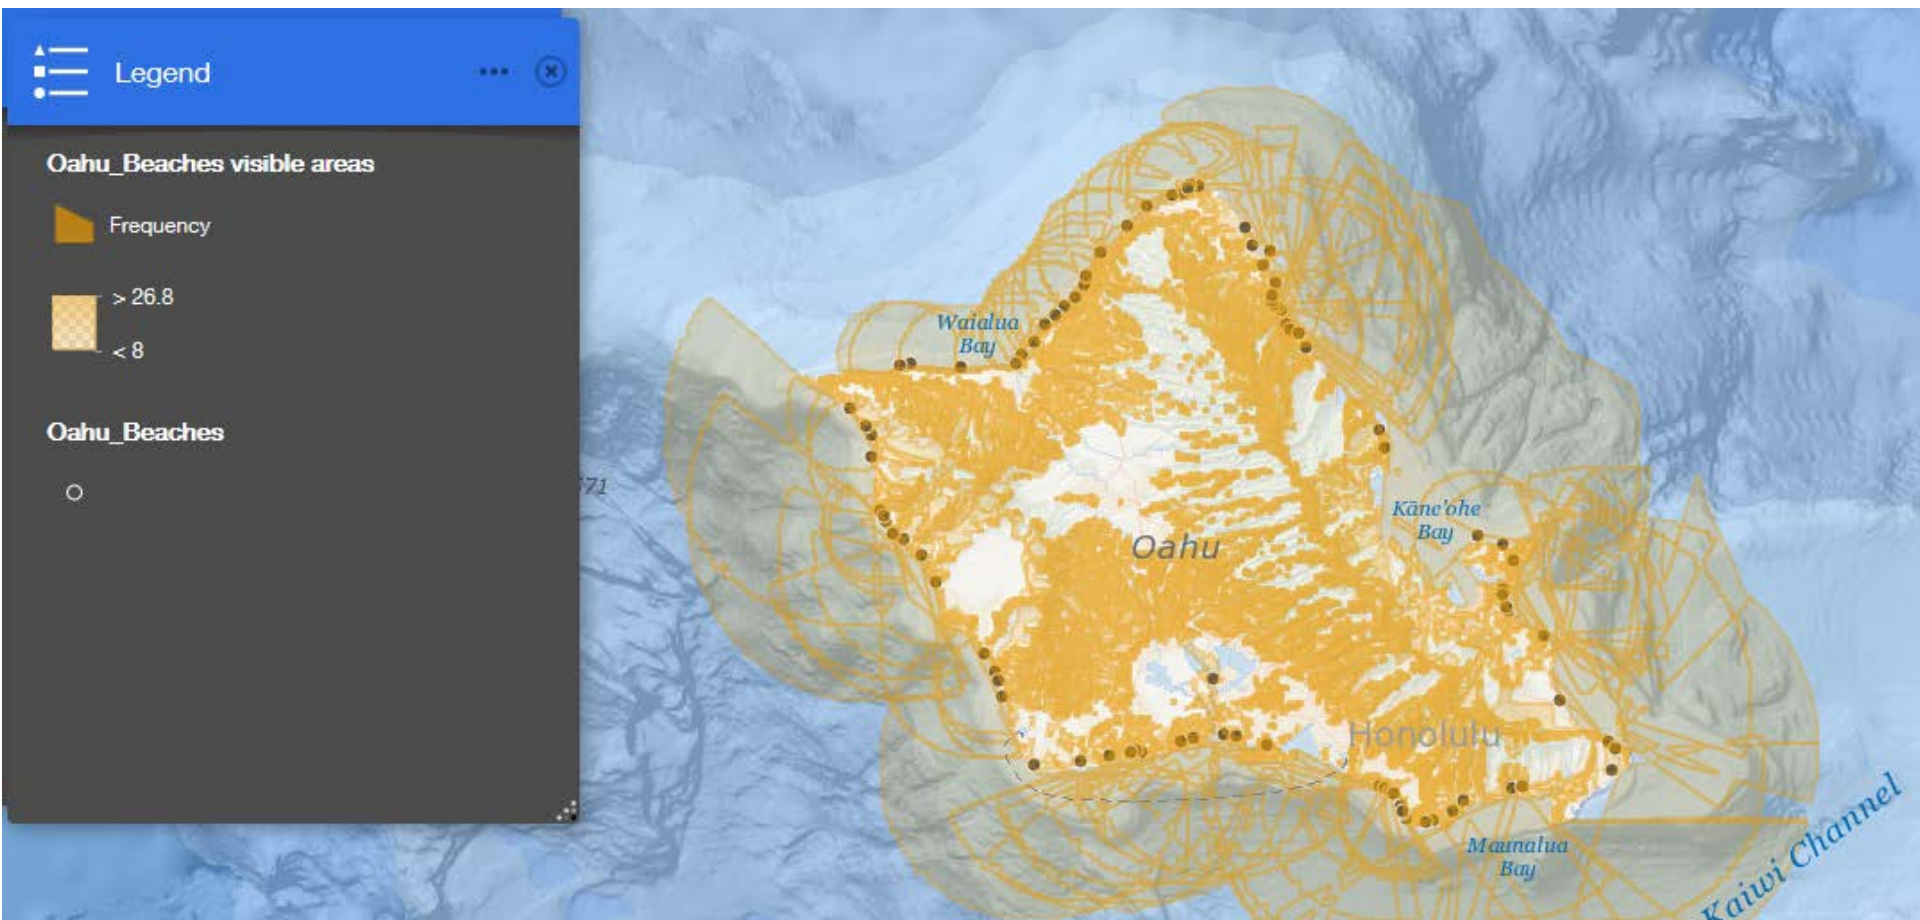 Legend
Oahu_Beaches visible areas
Frequency
> 26.8
< 8
Oahu_Beaches
Waialua
Bay
Kāne'ohe
Bay
Oahu
Honolulu
Maunalua
Bay
Kaiwi Channel